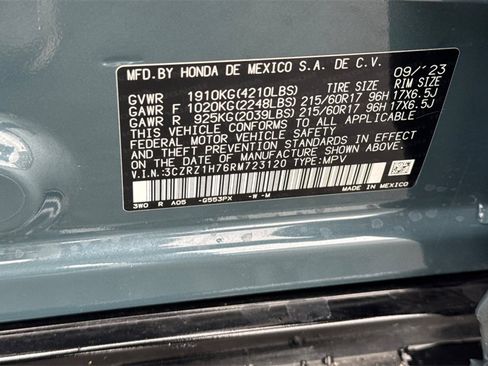 MFD.BY HONDA DE MEXICO S.A. DE C.V.
09/'23
TIRE SIZE RIM SIZE
GVWR 1910KG(4210LBS)
GAWR F 1020KG(2248LBS) 215/60R17 96H 17X6.5J
GAWR R 925KG(2039LBS) 215/60R17 96H 17X6.5J
THIS VEHICLE CONFORMS TO ALL APPLICABLE
FEDERAL MOTOR VEHICLE SAFETY
AND THEFT PREVENTION STANDARDS IN EFFECT
ON THE DATE OF MANUFACTURE SHOWN ABOVE.
V.I.N.:3CZRZ1H76RM723120 TYPE:MPV
3WO R A05 -G553PX -W -M
MADE IN MEXICO